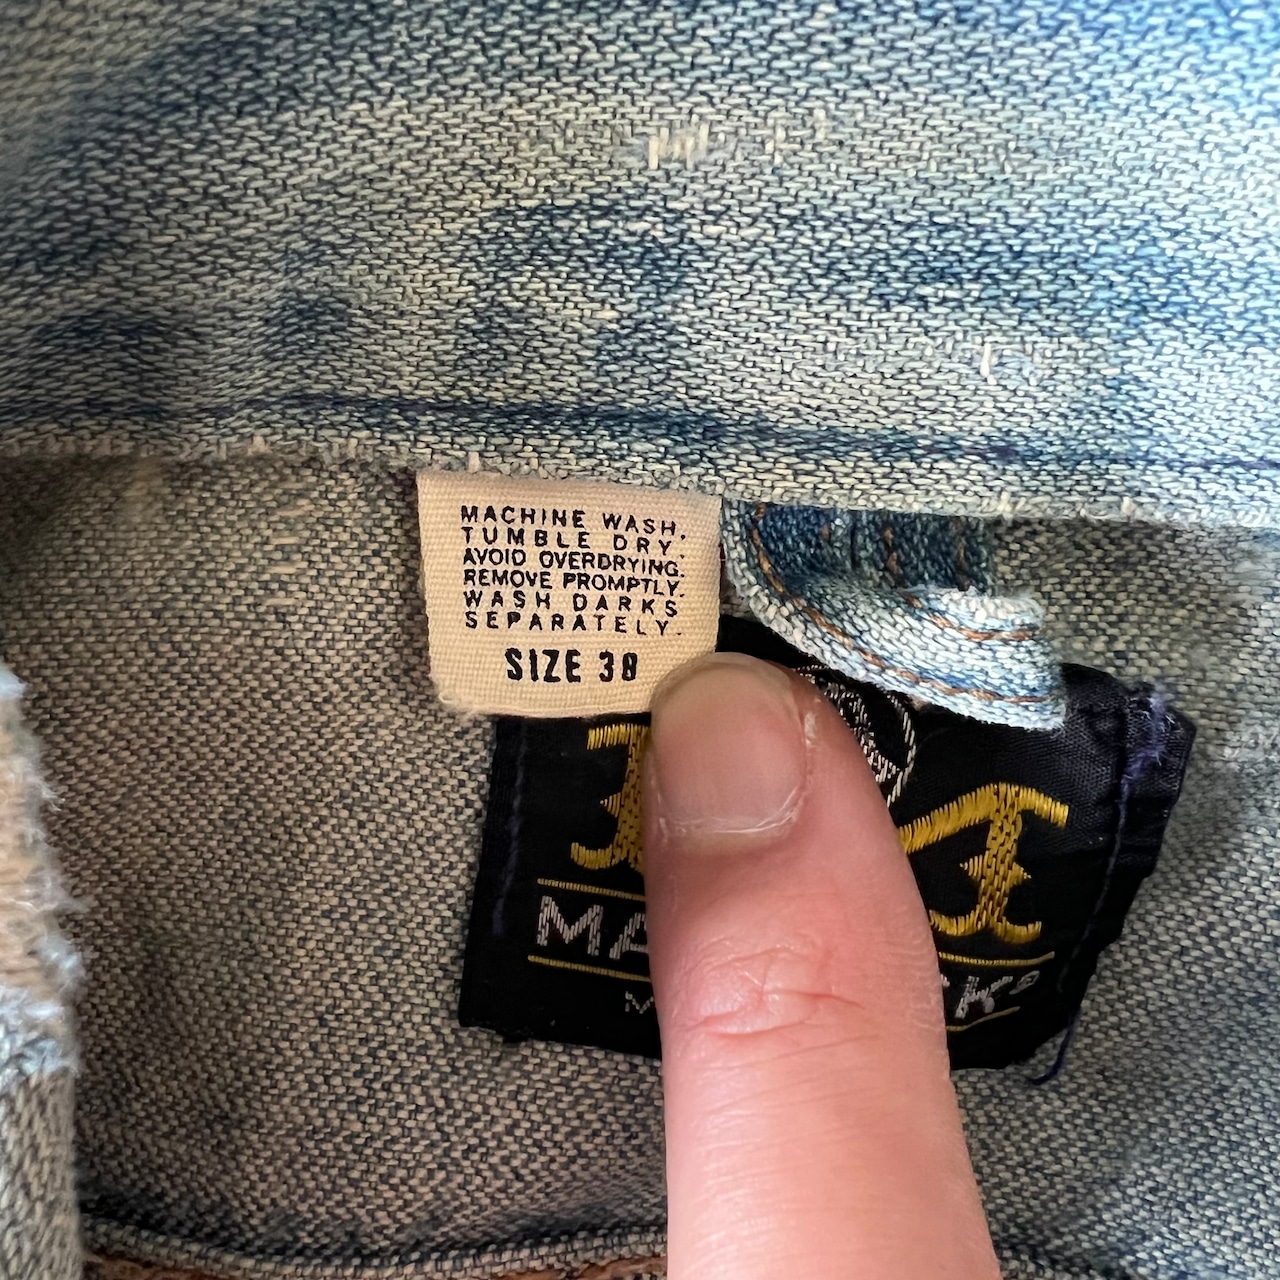 MACHINE WASH.
TUMBLE DRY.
AVOID OVERDRYING.
REMOVE PROMPTLY.
WASH DARKS
SEPARATELY.
SIZE 38